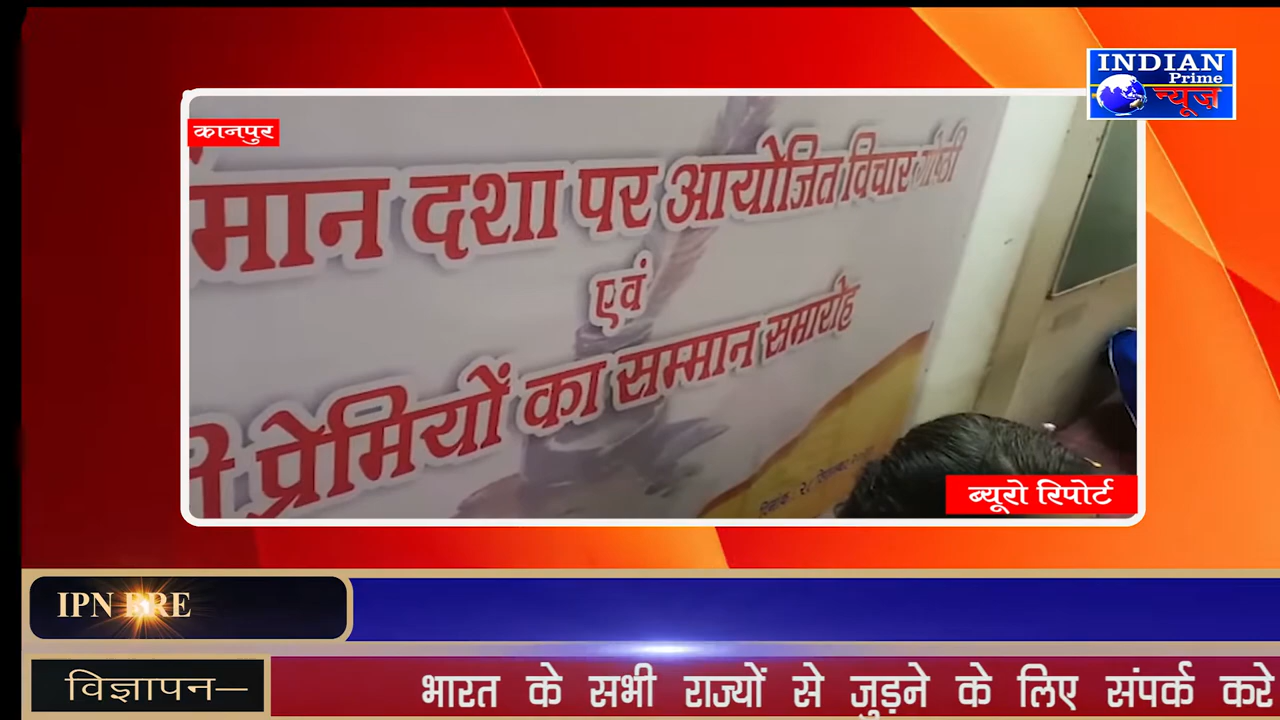 INDIAN
Prime
न्यूज़
कानपुर
मान दशा पर आयोजित विचार गोष्ठी
एवं
प्रेमियों का सम्मान समारोह
ब्यूरो रिपोर्ट
IPN BRE
विज्ञापन–
भारत के सभी राज्यों से जुड़ने के लिए संपर्क करे